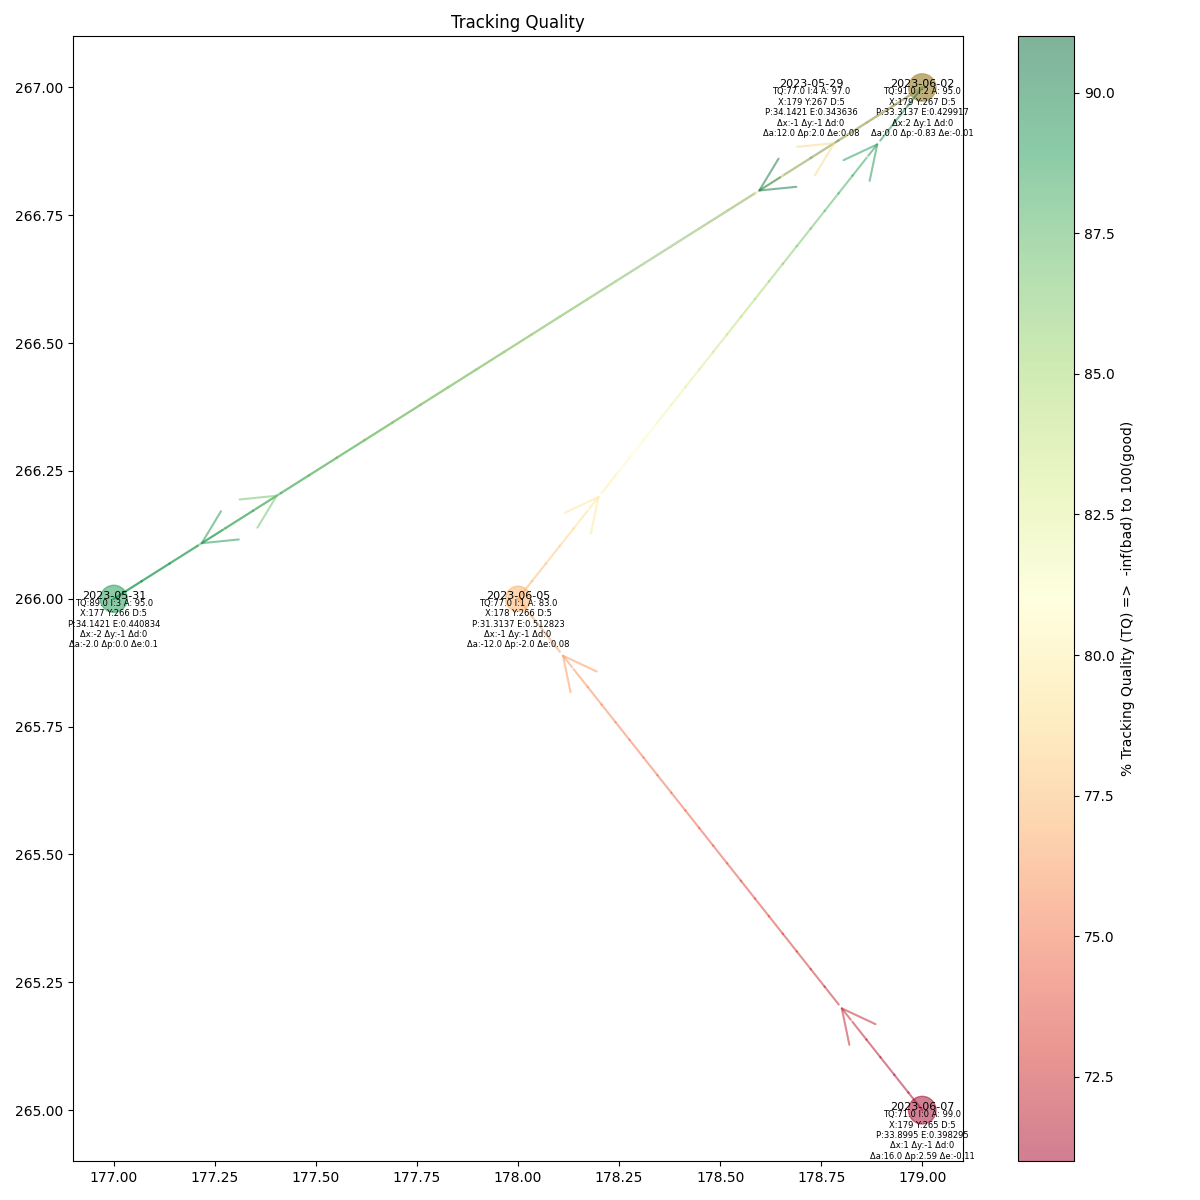 Tracking Quality
267.00
266.75
266.50
266.25
266.00
265.75
265.50
265.25
265.00
177.00
177.25
177.50
177.75
178.00
178.25
178.50
178.75
179.00
2023-05-29
TQ:77.0 I:4 A: 97.0
X:179 Y:267 D:5
P:34.1421 E:0.343636
Δx:-1 Δy:-1 Δd:0
Δa:12.0 Δp:2.0 Δe:0.08
2023-06-02
TQ:91.0 I:2 A: 95.0
X:179 Y:267 D:5
P:33.3137 E:0.429917
Δx:2 Δy:1 Δd:0
Δa:0.0 Δp:-0.83 Δe:-0.01
2023-05-31
TQ:89.0 I:3 A: 95.0
X:177 Y:266 D:5
P:34.1421 E:0.440834
Δx:-2 Δy:-1 Δd:0
Δa:-2.0 Δp:0.0 Δe:0.1
2023-06-05
TQ:77.0 I:1 A: 83.0
X:178 Y:266 D:5
P:31.3137 E:0.512823
Δx:-1 Δy:-1 Δd:0
Δa:-12.0 Δp:-2.0 Δe:0.08
2023-06-07
TQ:71.0 I:0 A: 99.0
X:179 Y:265 D:5
P:33.8995 E:0.398295
Δx:1 Δy:-1 Δd:0
Δa:16.0 Δp:2.59 Δe:-0.11
90.0
87.5
85.0
82.5
80.0
77.5
75.0
72.5
% Tracking Quality (TQ) => -inf(bad) to 100(good)